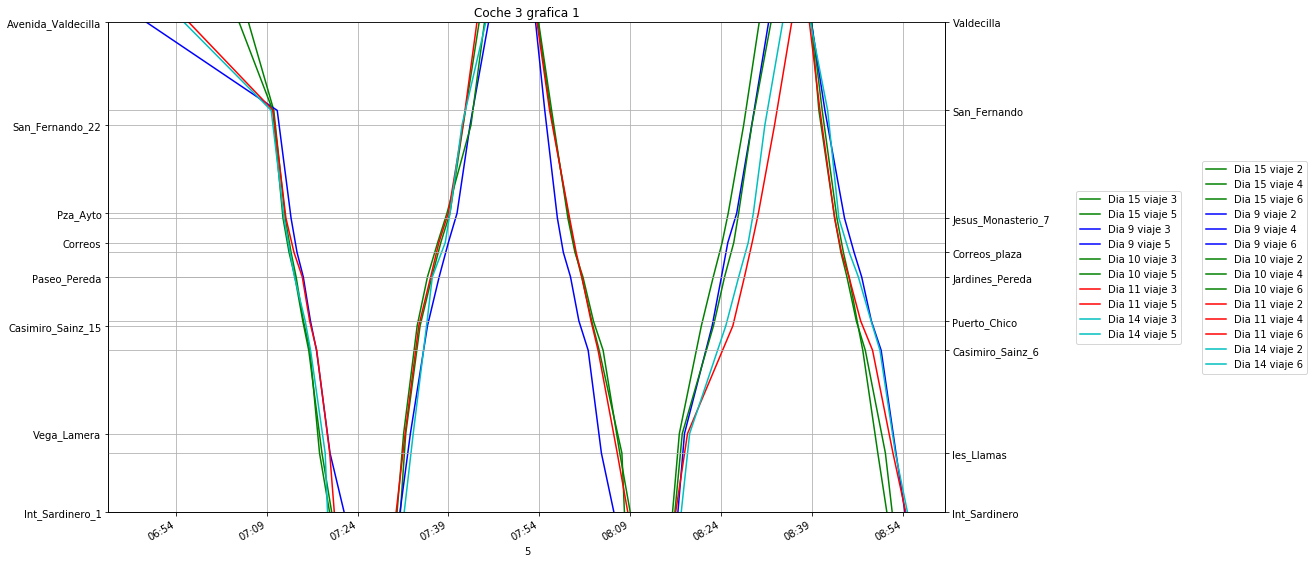 Coche 3 grafica 1
Avenida_Valdecilla
San_Fernando_22
Pza_Ayto
Correos
Paseo_Pereda
Casimiro_Sainz_15
Vega_Lamera
Int_Sardinero_1
Valdecilla
San_Fernando
Jesus_Monasterio_7
Correos_plaza
Jardines_Pereda
Puerto_Chico
Casimiro_Sainz_6
Ies_Llamas
Int_Sardinero
06:54
07:09
07:24
07:39
07:54
08:09
08:24
08:39
08:54
5
Dia 15 viaje 3
Dia 15 viaje 5
Dia 9 viaje 3
Dia 9 viaje 5
Dia 10 viaje 3
Dia 10 viaje 5
Dia 11 viaje 3
Dia 11 viaje 5
Dia 14 viaje 3
Dia 14 viaje 5
Dia 15 viaje 2
Dia 15 viaje 4
Dia 15 viaje 6
Dia 9 viaje 2
Dia 9 viaje 4
Dia 9 viaje 6
Dia 10 viaje 2
Dia 10 viaje 4
Dia 10 viaje 6
Dia 11 viaje 2
Dia 11 viaje 4
Dia 11 viaje 6
Dia 14 viaje 2
Dia 14 viaje 6